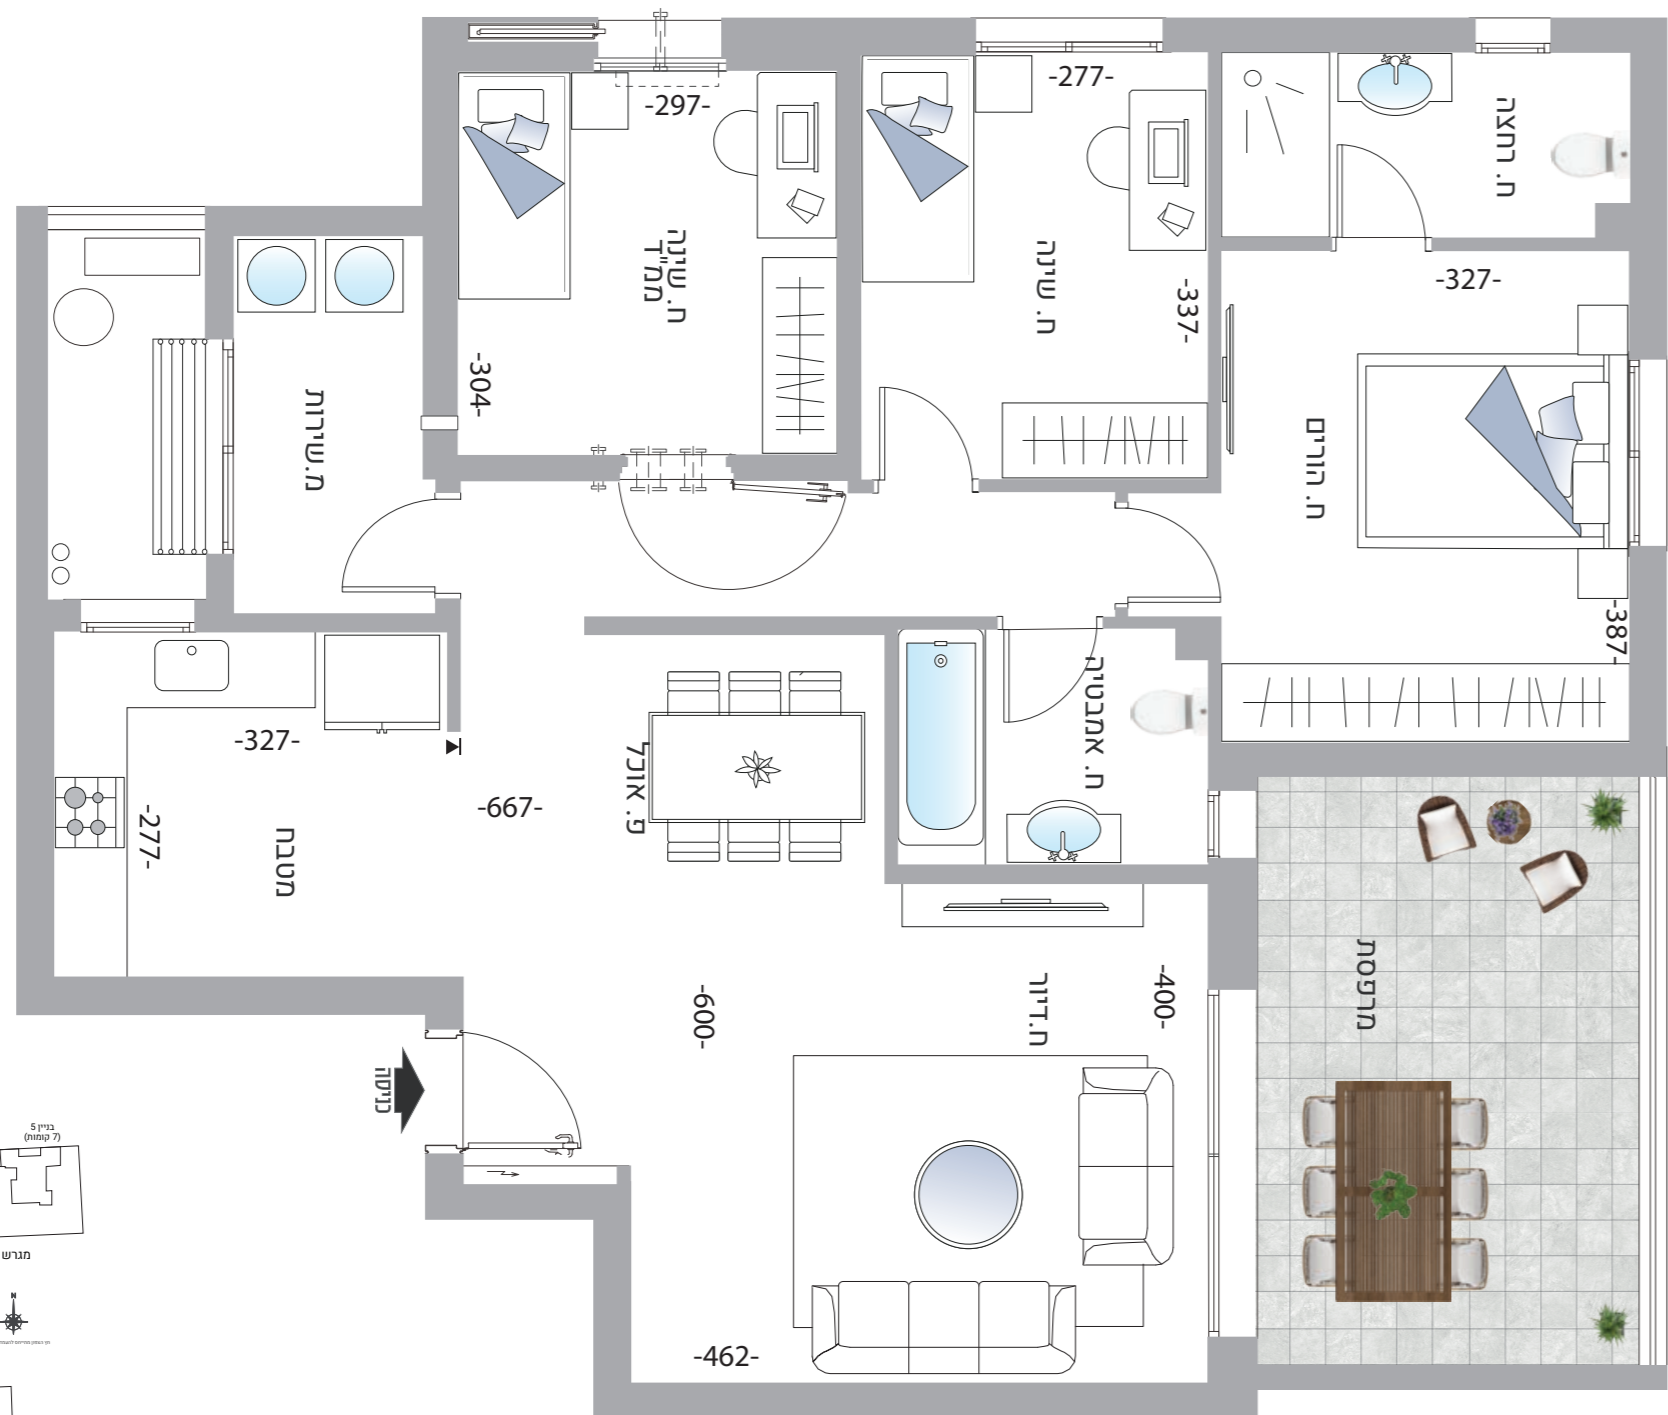 -297-
-277-
ח. רחצה
ח. שינה
ממ"ד
ח. שינה
-337-
-327-
-304-
מ.שירות
ח. הורים
-387-
ח. אמבטיה
-327-
פ. אוכל
-667-
-277-
מטבח
מרפסת
-600-
ח.דיור
-400-
כניסה
בניין 5
(7 קומות)
מגרש
N
-462-